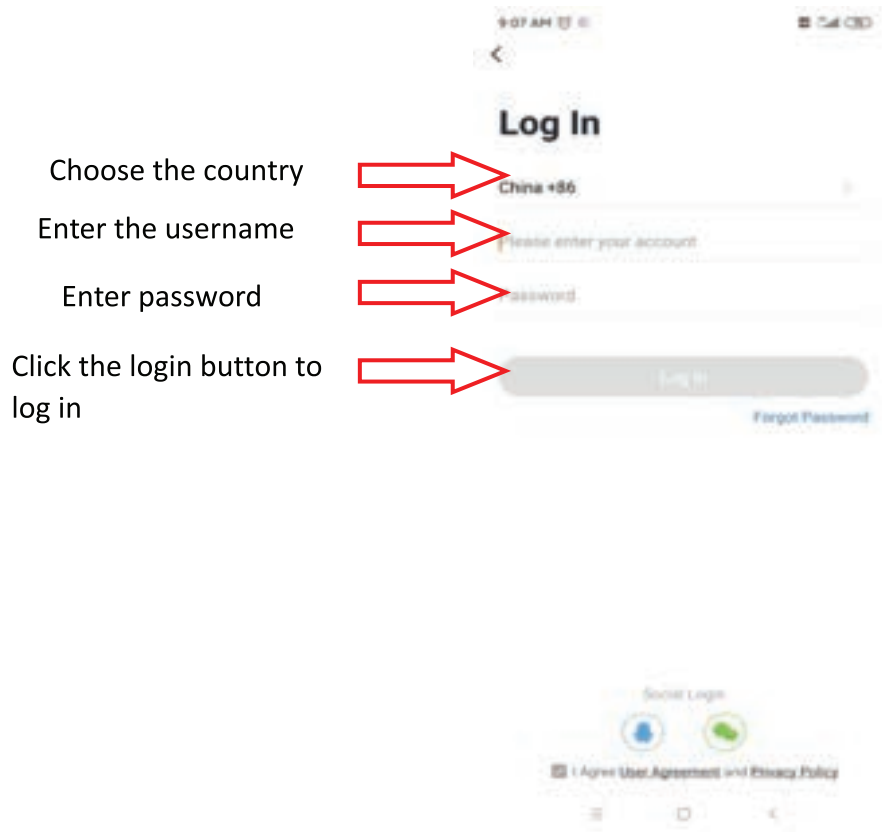 9:07 AM
Log In
Choose the country
China +86
Enter the username
Please enter your account
Enter password
Password
Click the login button to
log in
Log In
Forgot Password
Social Login
I Agree User Agreement and Privacy Policy